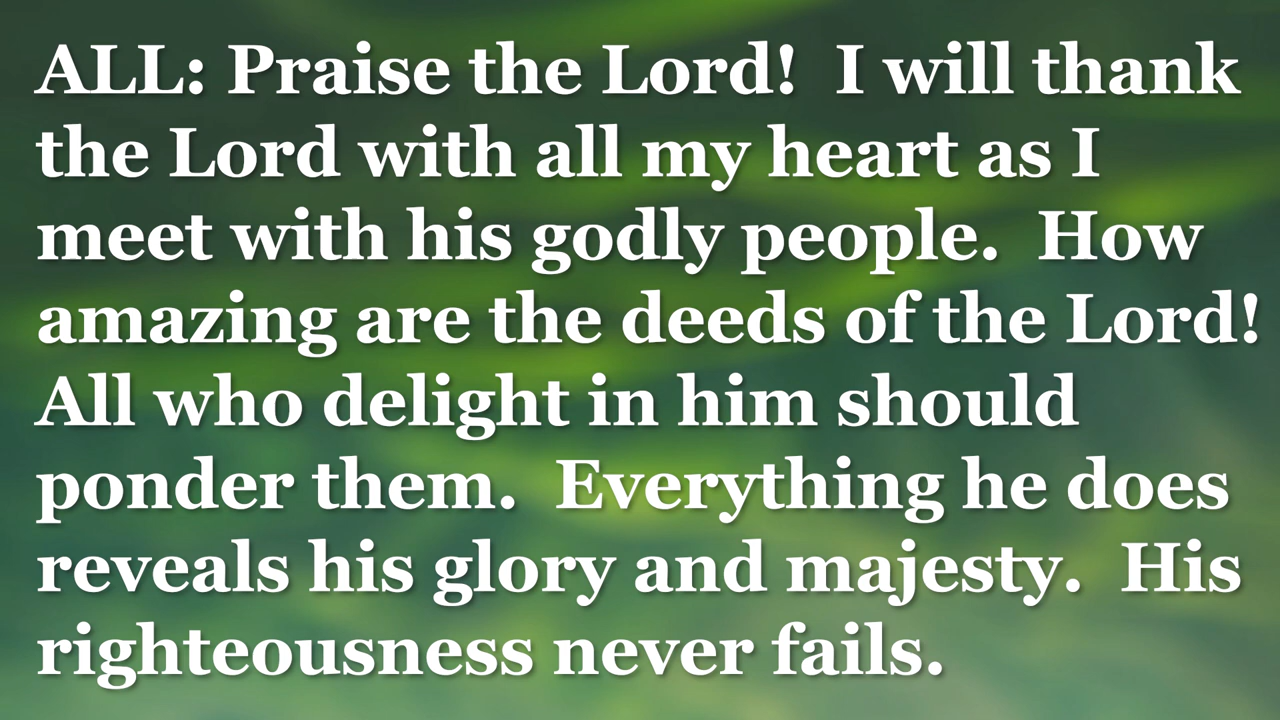 ALL: Praise the Lord!  I will thank
the Lord with all my heart as I
meet with his godly people.  How
amazing are the deeds of the Lord!
All who delight in him should
ponder them.  Everything he does
reveals his glory and majesty.  His
righteousness never fails.